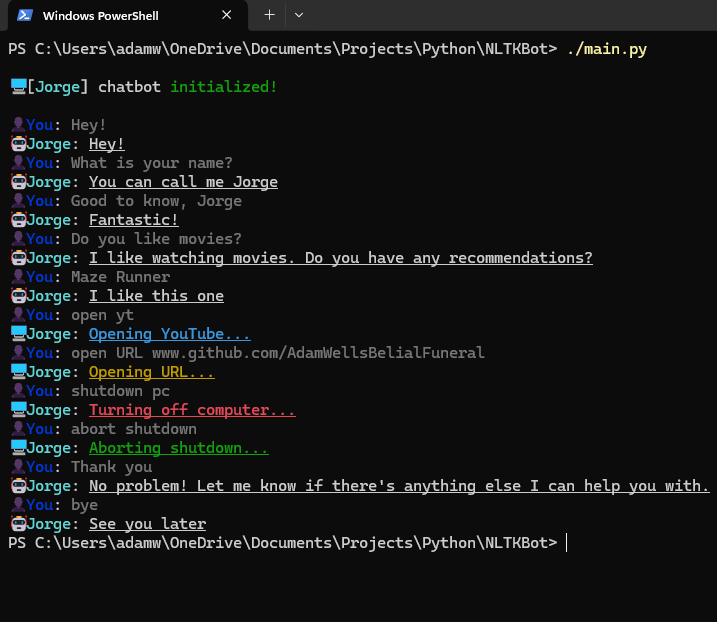 Windows PowerShell
PS C:\Users\adamw\OneDrive\Documents\Projects\Python\NLTKBot> ./main.py
[Jorge] chatbot initialized!
You: Hey!
Jorge: Hey!
You: What is your name?
Jorge: You can call me Jorge
You: Good to know, Jorge
Jorge: Fantastic!
You: Do you like movies?
Jorge: I like watching movies. Do you have any recommendations?
You: Maze Runner
Jorge: I like this one
You: open yt
Jorge: Opening YouTube...
You: open URL www.github.com/AdamWellsBelialFuneral
Jorge: Opening URL...
You: shutdown pc
Jorge: Turning off computer...
You: abort shutdown
Jorge: Aborting shutdown...
You: Thank you
Jorge: No problem! Let me know if there's anything else I can help you with.
You: bye
Jorge: See you later
PS C:\Users\adamw\OneDrive\Documents\Projects\Python\NLTKBot>